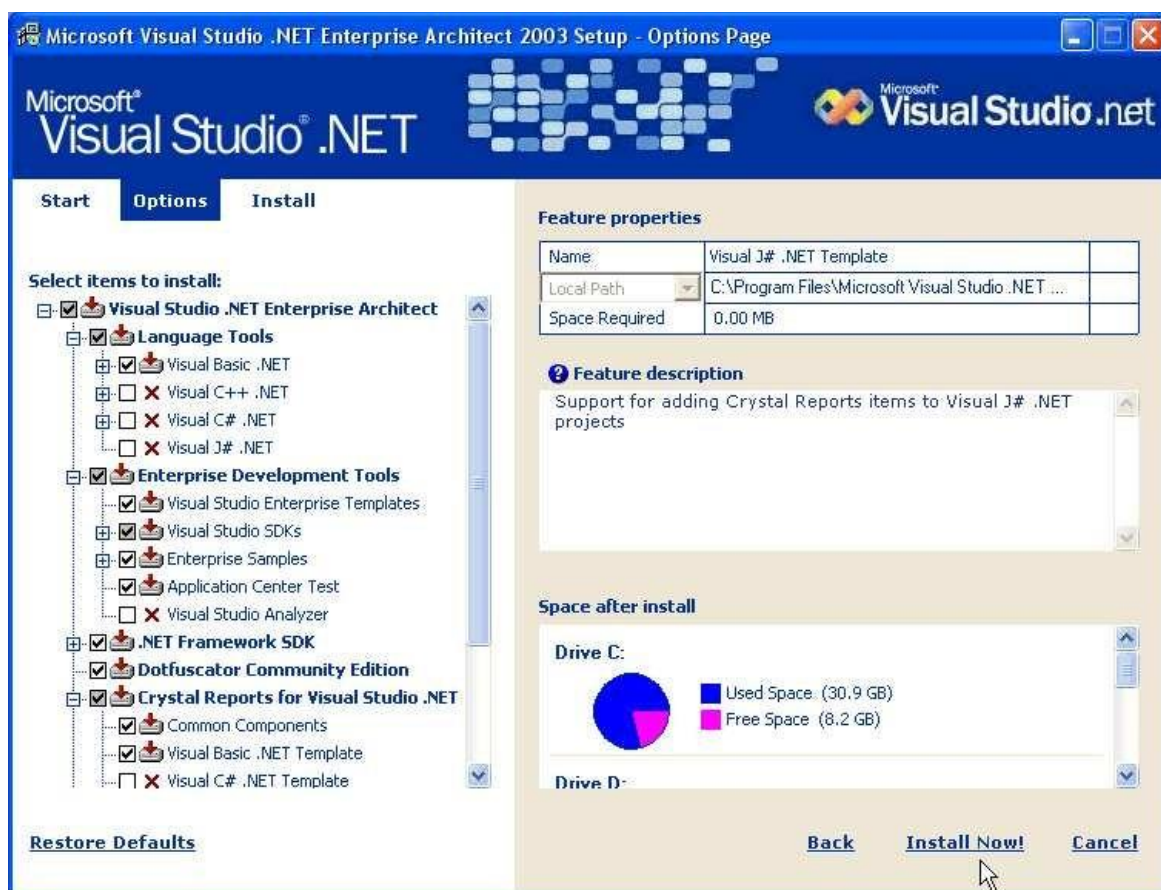 Microsoft Visual Studio .NET Enterprise Architect 2003 Setup - Options Page
Microsoft®
Visual Studio® .NET
Microsoft®
Visual Studio.net
Start Options Install
Select items to install:
Visual Studio .NET Enterprise Architect
Language Tools
Visual Basic .NET
Visual C++ .NET
Visual C# .NET
Visual J# .NET
Enterprise Development Tools
Visual Studio Enterprise Templates
Visual Studio SDKs
Enterprise Samples
Application Center Test
Visual Studio Analyzer
.NET Framework SDK
Dotfuscator Community Edition
Crystal Reports for Visual Studio .NET
Common Components
Visual Basic .NET Template
Visual C# .NET Template
Feature properties
Name Visual J# .NET Template
Local Path C:\Program Files\Microsoft Visual Studio .NET ...
Space Required 0.00 MB
Feature description
Support for adding Crystal Reports items to Visual J# .NET
projects
Space after install
Drive C:
Used Space (30.9 GB)
Free Space (8.2 GB)
Drive D:
Restore Defaults
Back Install Now! Cancel